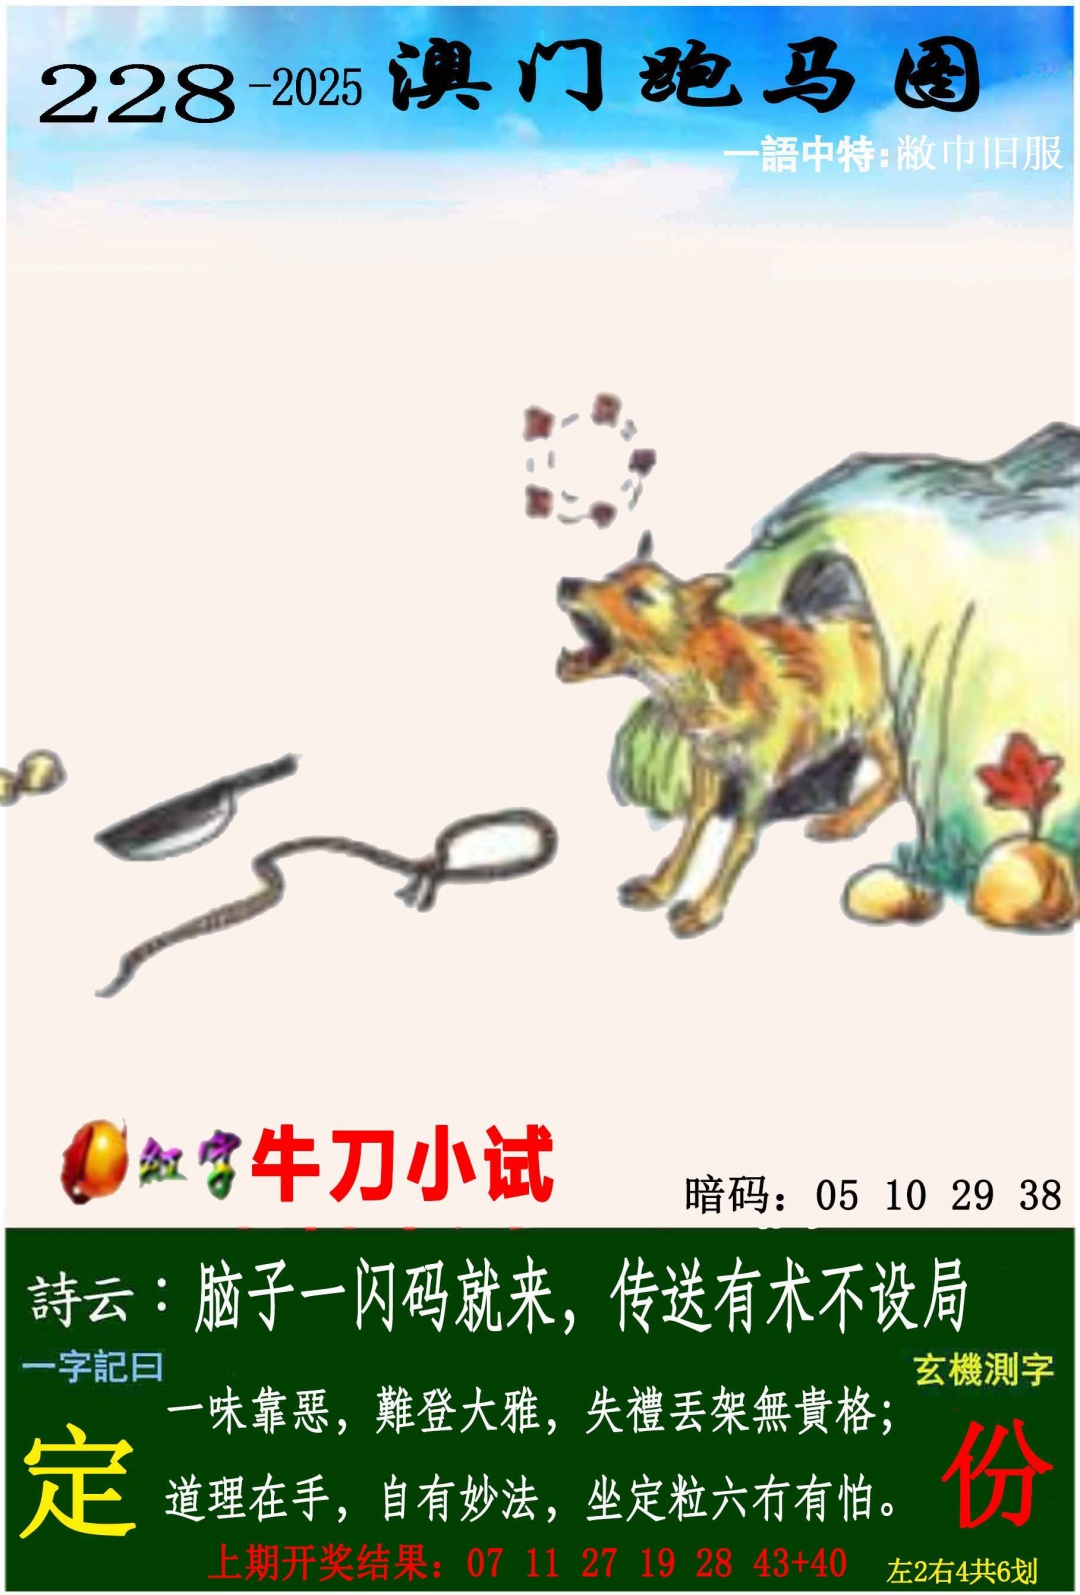 228-2025 澳门跑马图
一語中特:敝巾旧服
红字 牛刀小试
暗码：05 10 29 38
詩云：脑子一闪码就来，传送有术不设局
一字記曰
玄機測字
一味靠惡，難登大雅，失禮丟架無貴格；
定
份
道理在手，自有妙法，坐定粒六冇有怕。
上期开奖结果：07 11 27 19 28 43+40
左2右4共6划